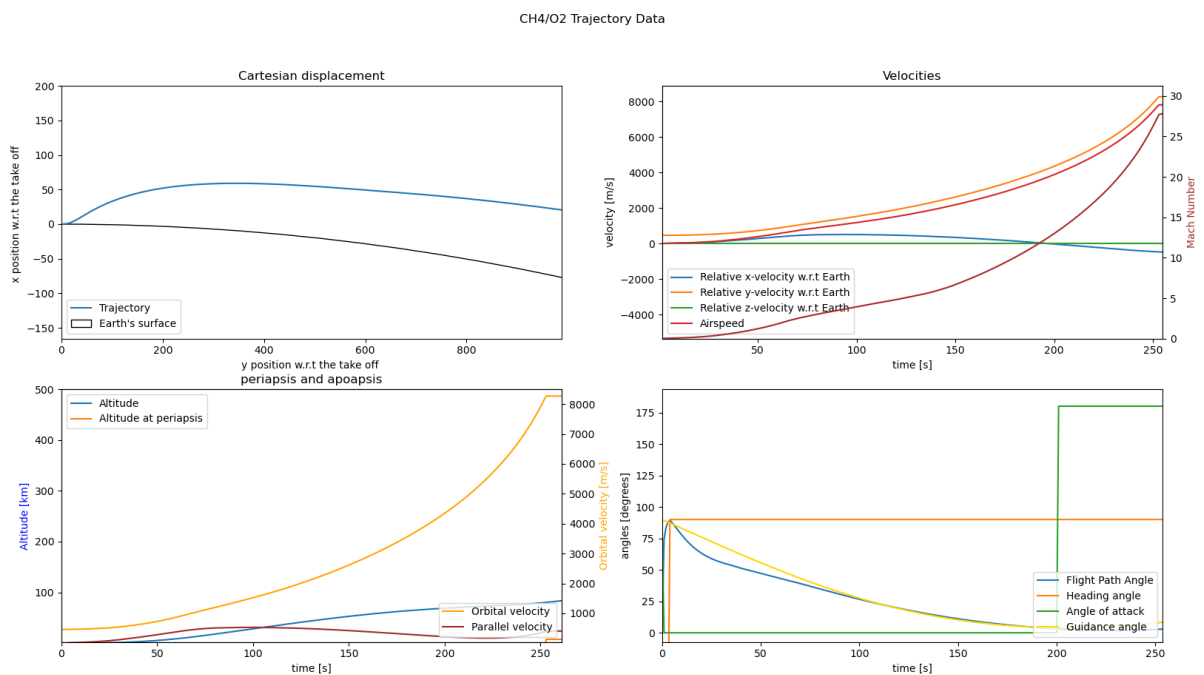 CH4/O2 Trajectory Data
Cartesian displacement
x position w.r.t the take off
200
150
100
50
0
−50
−100
−150
Trajectory
Earth's surface
0
200
400
600
800
y position w.r.t the take off
Velocities
velocity [m/s]
8000
6000
4000
2000
0
−2000
−4000
Relative x-velocity w.r.t Earth
Relative y-velocity w.r.t Earth
Relative z-velocity w.r.t Earth
Airspeed
50
100
150
200
250
time [s]
30
25
20
15
10
5
0
Mach Number
periapsis and apoapsis
Altitude [km]
500
400
300
200
100
Altitude
Altitude at periapsis
0
50
100
150
200
250
time [s]
8000
7000
6000
5000
4000
3000
2000
1000
0
Orbital velocity [m/s]
Orbital velocity
Parallel velocity
angles [degrees]
175
150
125
100
75
50
25
0
Flight Path Angle
Heading angle
Angle of attack
Guidance angle
0
50
100
150
200
250
time [s]